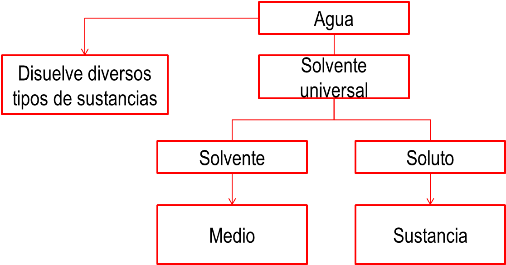 Agua
Disuelve diversos
tipos de sustancias
Solvente
universal
Solvente
Soluto
Medio
Sustancia